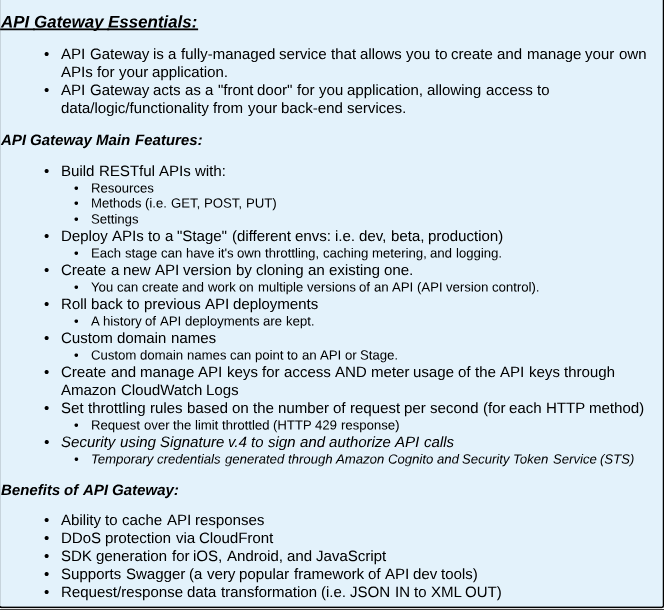 API Gateway Essentials:
• API Gateway is a fully-managed service that allows you to create and manage your own
APIs for your application.
• API Gateway acts as a "front door" for you application, allowing access to
data/logic/functionality from your back-end services.
API Gateway Main Features:
• Build RESTful APIs with:
• Resources
• Methods (i.e. GET, POST, PUT)
• Settings
• Deploy APIs to a "Stage" (different envs: i.e. dev, beta, production)
• Each stage can have it's own throttling, caching metering, and logging.
• Create a new API version by cloning an existing one.
• You can create and work on multiple versions of an API (API version control).
• Roll back to previous API deployments
• A history of API deployments are kept.
• Custom domain names
• Custom domain names can point to an API or Stage.
• Create and manage API keys for access AND meter usage of the API keys through
Amazon CloudWatch Logs
• Set throttling rules based on the number of request per second (for each HTTP method)
• Request over the limit throttled (HTTP 429 response)
• Security using Signature v.4 to sign and authorize API calls
• Temporary credentials generated through Amazon Cognito and Security Token Service (STS)
Benefits of API Gateway:
• Ability to cache API responses
• DDoS protection via CloudFront
• SDK generation for iOS, Android, and JavaScript
• Supports Swagger (a very popular framework of API dev tools)
• Request/response data transformation (i.e. JSON IN to XML OUT)